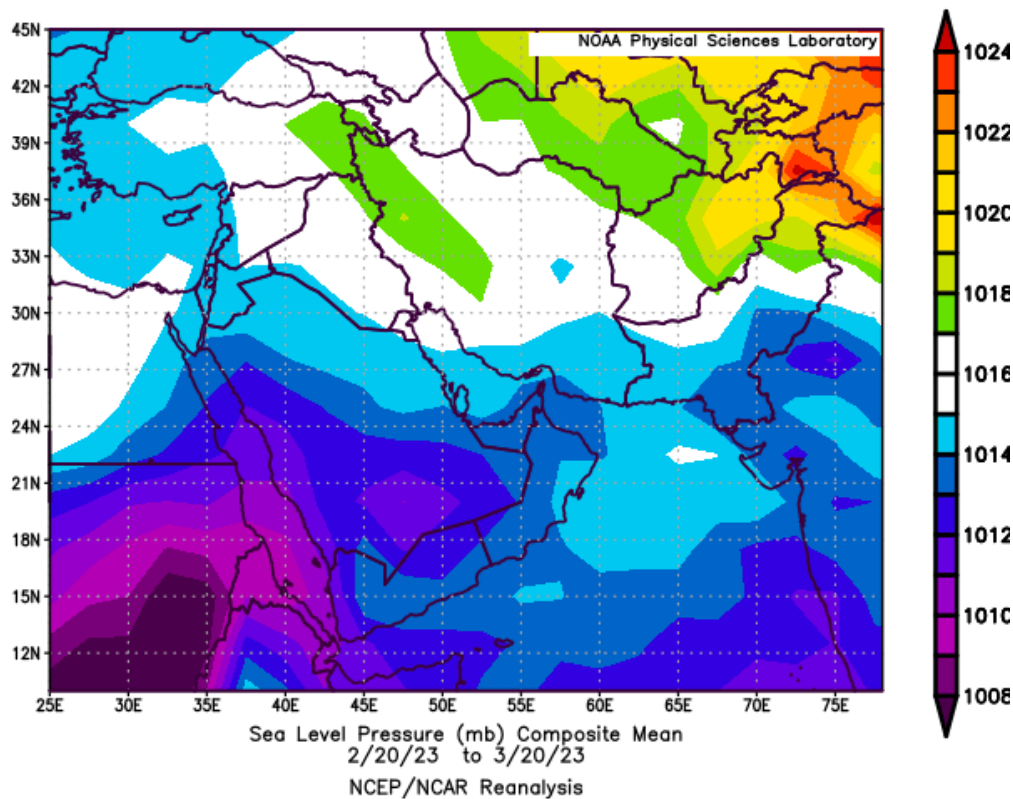 NOAA Physical Sciences Laboratory
45N
42N
39N
36N
33N
30N
27N
24N
21N
18N
15N
12N
25E 30E 35E 40E 45E 50E 55E 60E 65E 70E 75E
1024
1022
1020
1018
1016
1014
1012
1010
1008
Sea Level Pressure (mb) Composite Mean
2/20/23 to 3/20/23
NCEP/NCAR Reanalysis